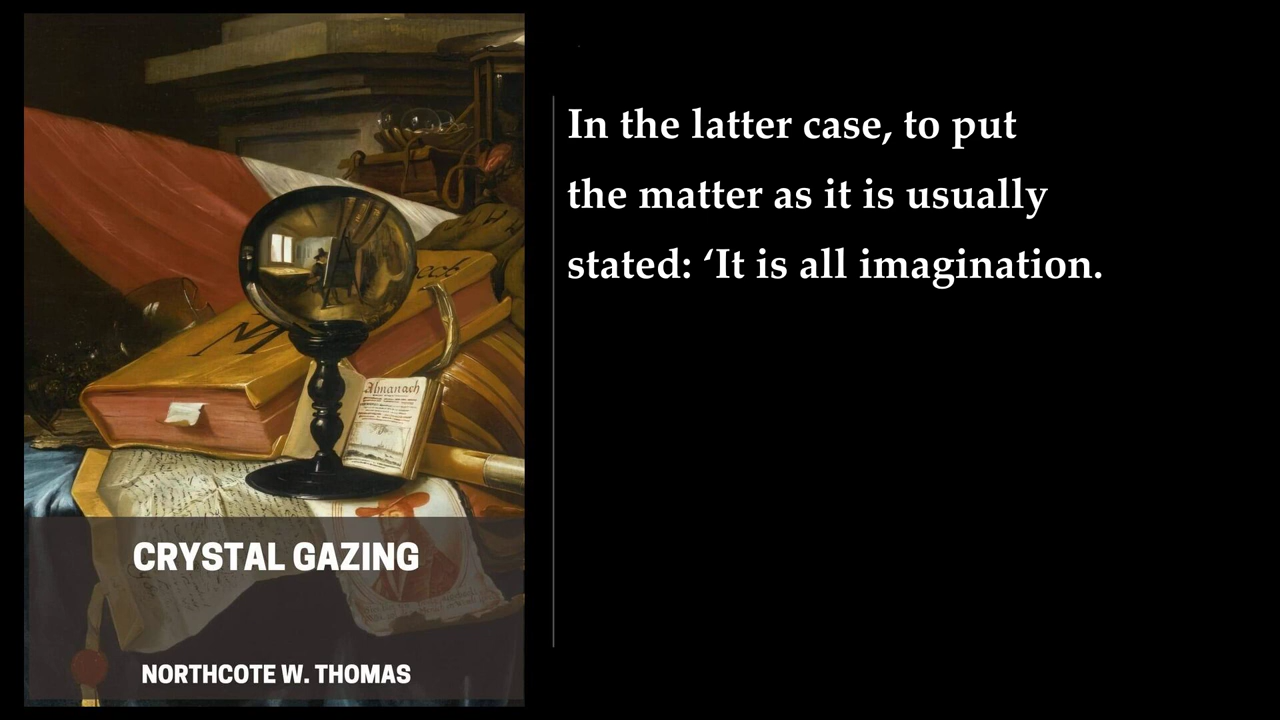 In the latter case, to put
the matter as it is usually
stated: ‘It is all imagination.
M
Almanach
CRYSTAL GAZING
NORTHCOTE W. THOMAS